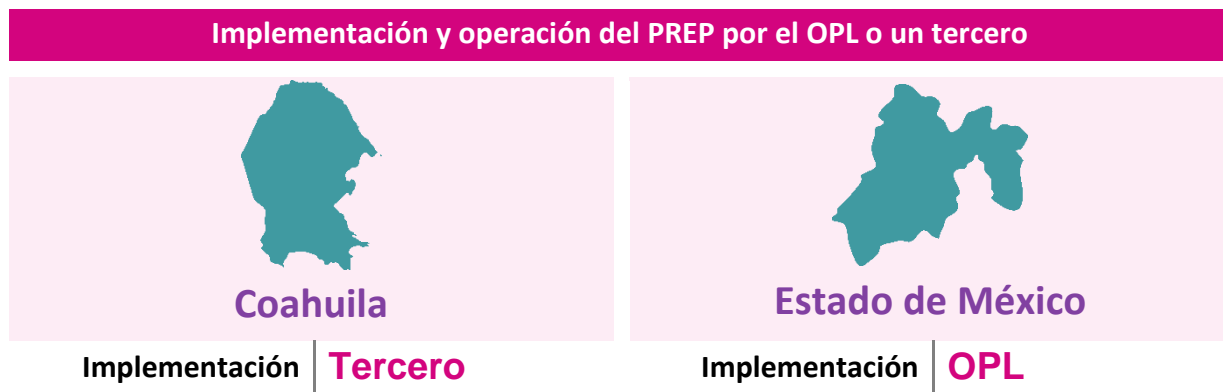 Implementación y operación del PREP por el OPL o un tercero
Coahuila
Estado de México
Implementación Tercero
Implementación OPL